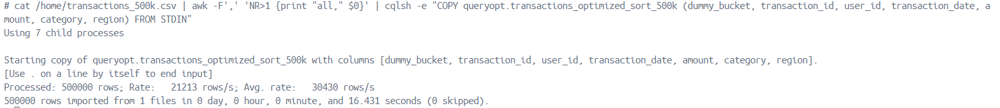 # cat /home/transactions_500k.csv | awk -F',' 'NR>1 {print "all," $0}' | cqlsh -e "COPY queryopt.transactions_optimized_sort_500k (dummy_bucket, transaction_id, user_id, transaction_date, a
mount, category, region) FROM STDIN"
Using 7 child processes
Starting copy of queryopt.transactions_optimized_sort_500k with columns [dummy_bucket, transaction_id, user_id, transaction_date, amount, category, region].
[Use . on a line by itself to end input]
Processed: 500000 rows; Rate:   21213 rows/s; Avg. rate:   30430 rows/s
500000 rows imported from 1 files in 0 day, 0 hour, 0 minute, and 16.431 seconds (0 skipped).